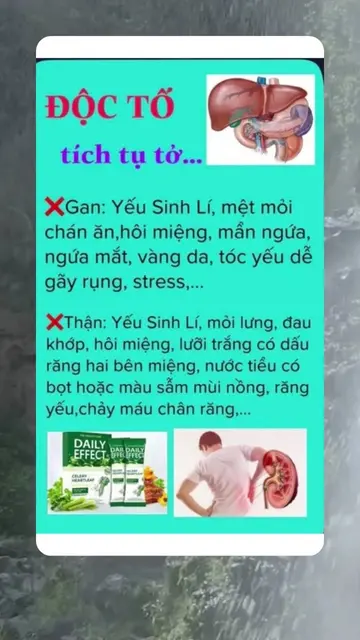 ĐỘC TỐ
tích tụ tở...
❌Gan: Yếu Sinh Lí, mệt mỏi
chán ăn,hôi miệng, mẩn ngứa,
ngứa mắt, vàng da, tóc yếu dễ
gãy rụng, stress,...
❌Thận: Yếu Sinh Lí, mỏi lưng, đau
khớp, hôi miệng, lưỡi trắng có dấu
răng hai bên miệng, nước tiểu có
bọt hoặc màu sẫm mùi nồng, răng
yếu,chảy máu chân răng,...
DAILY
EFFECT
CELERY
HEARTLEAF